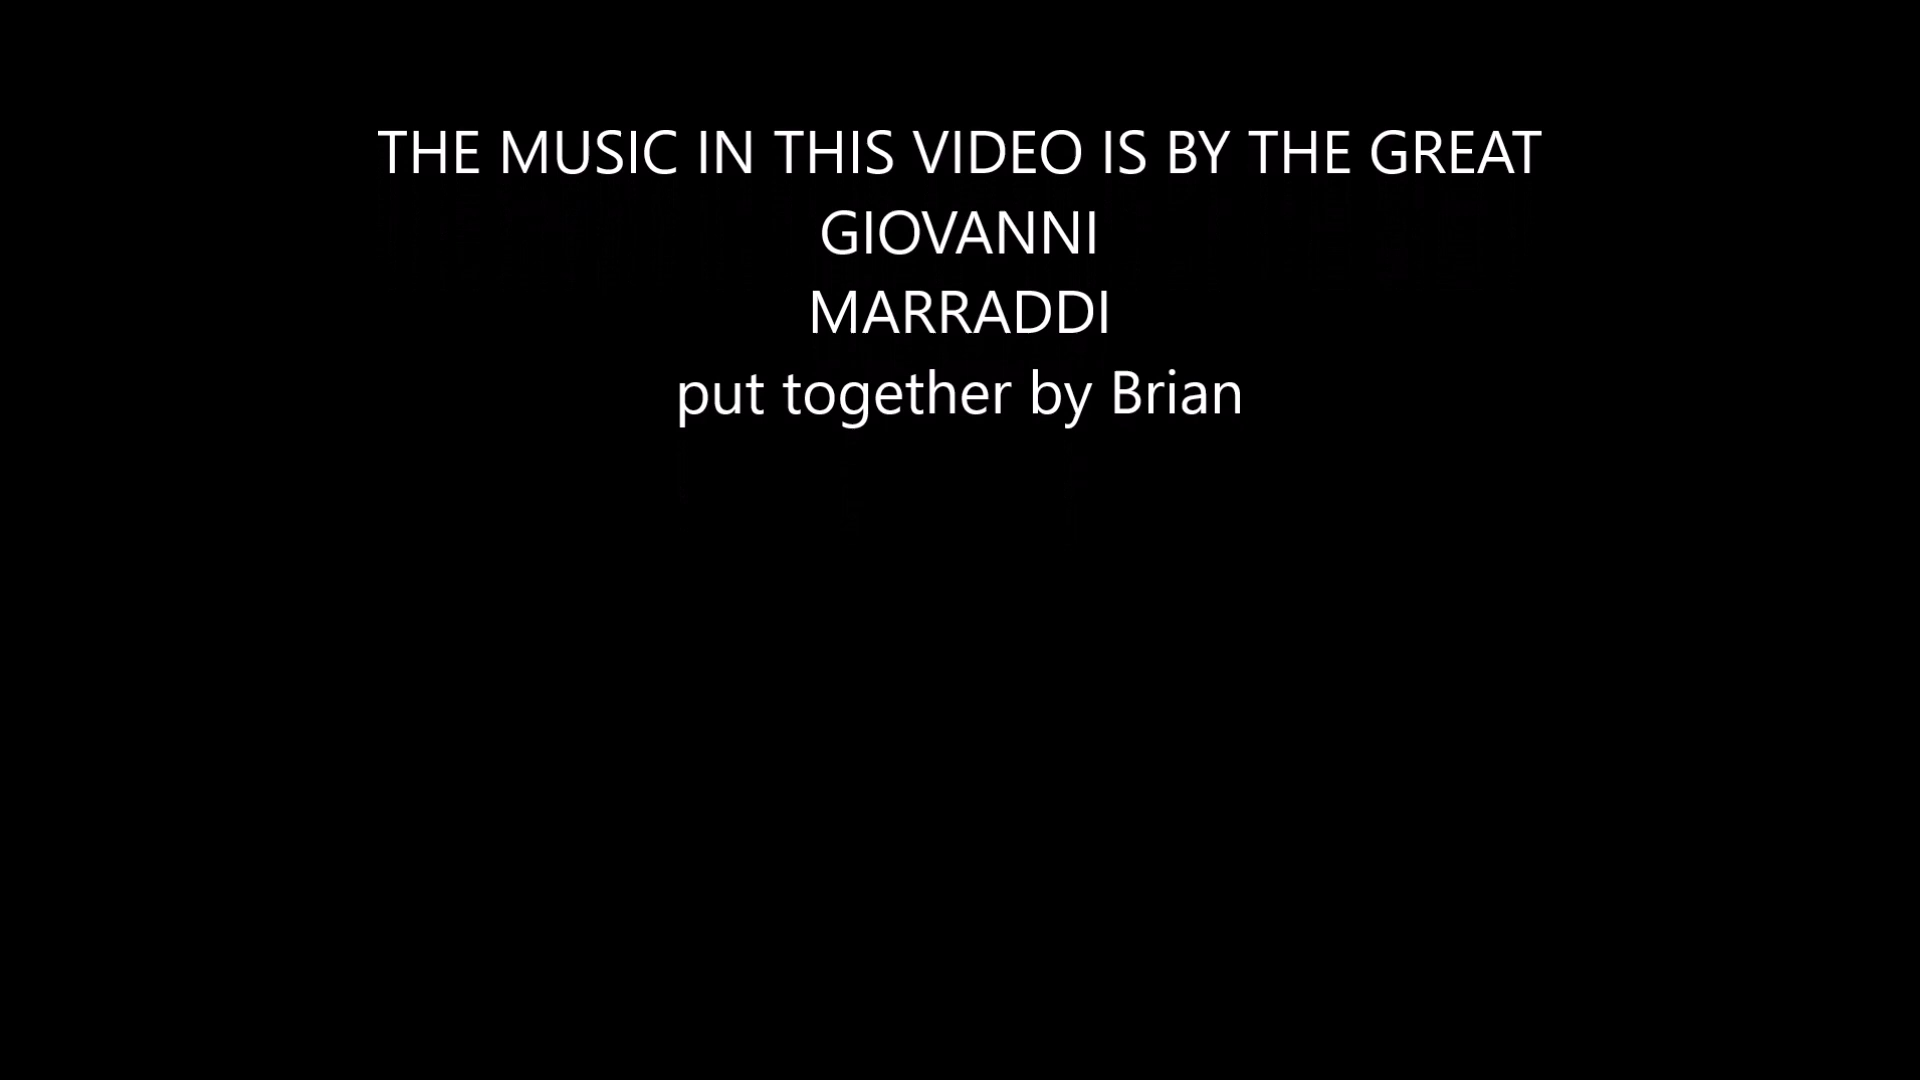 THE MUSIC IN THIS VIDEO IS BY THE GREAT
GIOVANNI
MARRADDI
put together by Brian